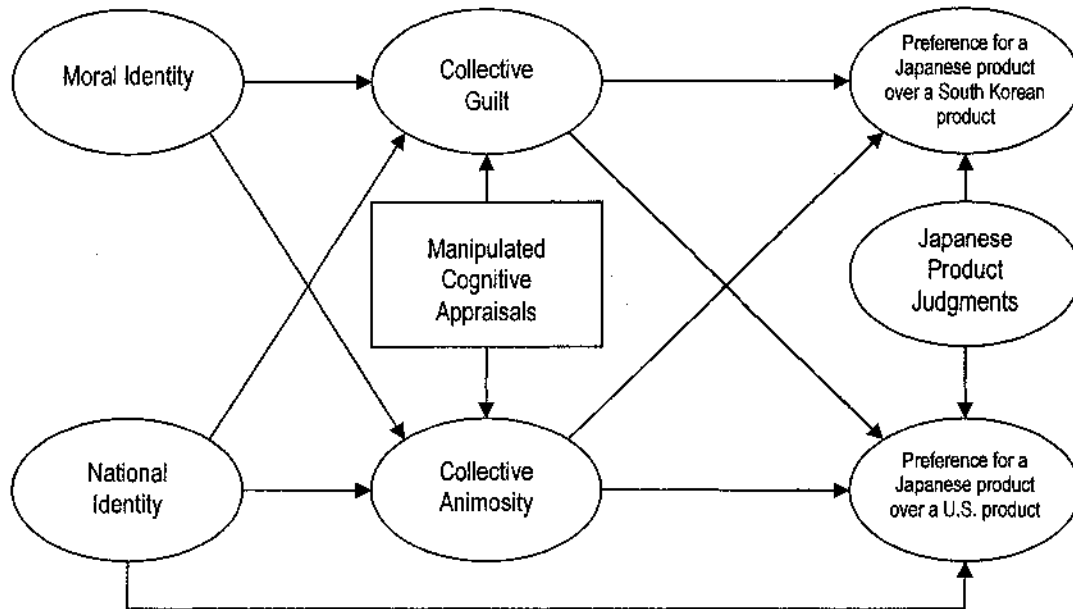 Moral Identity
Collective
Guilt
Preference for a
Japanese product
over a South Korean
product
Manipulated
Cognitive
Appraisals
Japanese
Product
Judgments
National
Identity
Collective
Animosity
Preference for a
Japanese product
over a U.S. product